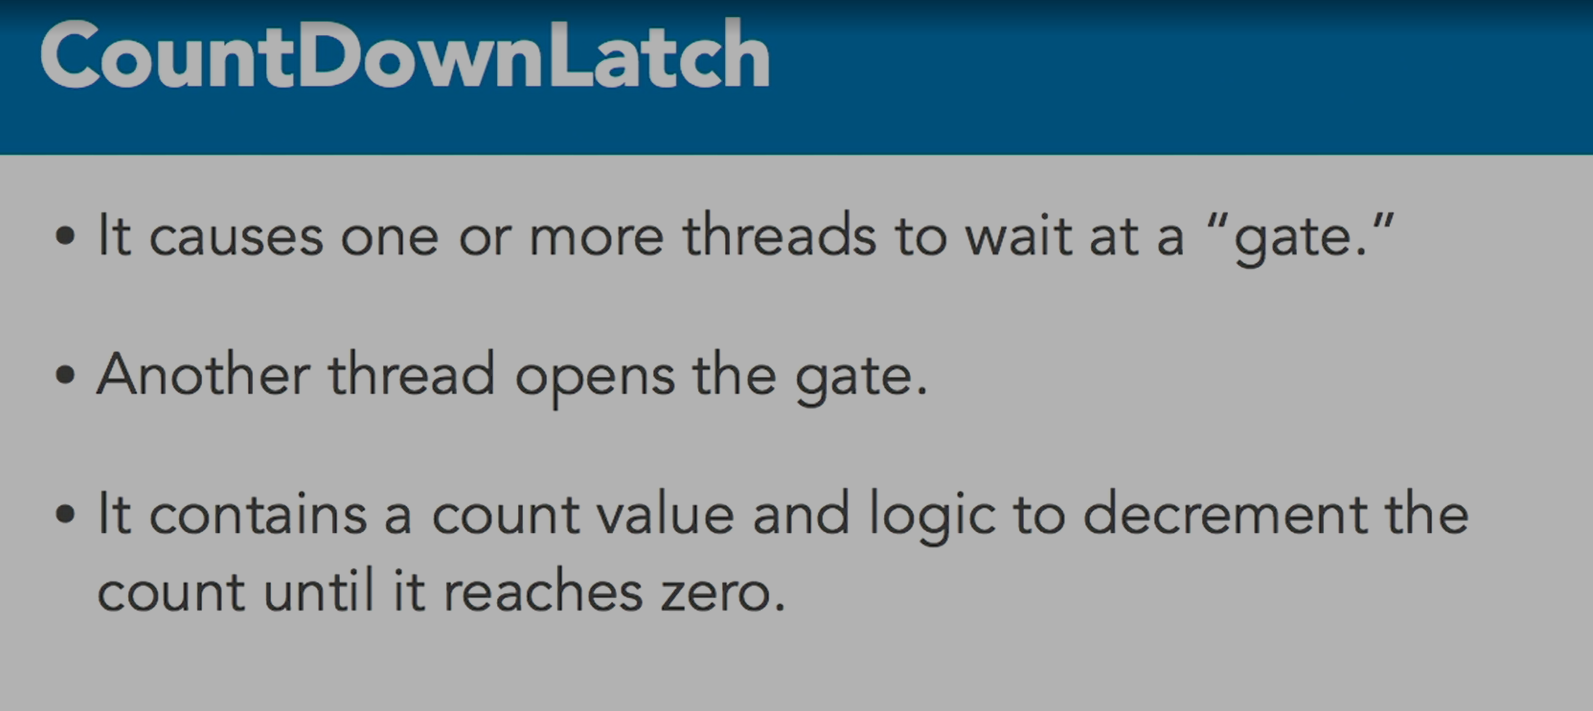 CountDownLatch
• It causes one or more threads to wait at a “gate.”
• Another thread opens the gate.
• It contains a count value and logic to decrement the
count until it reaches zero.